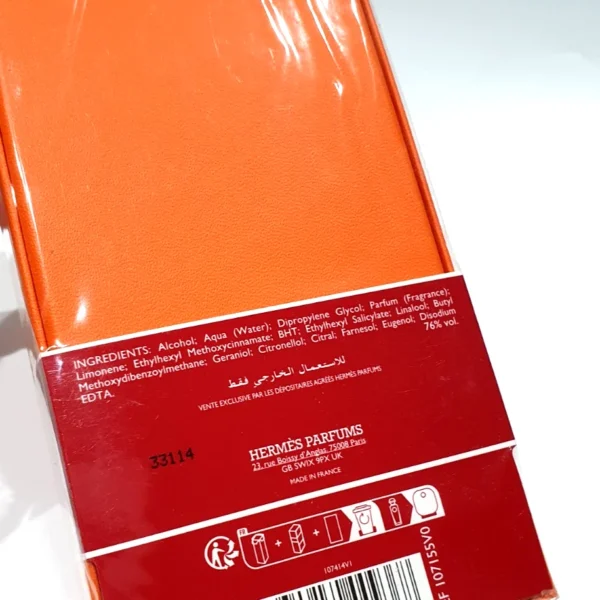 INGREDIENTS: Alcohol; Aqua (Water); Dipropylene Glycol; Parfum (Fragrance);
Limonene; Ethylhexyl Methoxycinnamate; BHT; Ethylhexyl Salicylate; Linalool; Butyl
Methoxydibenzoylmethane; Geraniol; Citronellol; Citral; Farnesol; Eugenol; Disodium
EDTA.
76% vol.
للاستعمال الخارجي فقط
VENTE EXCLUSIVE PAR LES DÉPOSITAIRES AGRÉÉS HERMÈS PARFUMS
33114
HERMÈS PARFUMS
23, rue Boissy d'Anglas 75008 Paris
GB SW1X 9PX UK
MADE IN FRANCE
FR
+
+
107414V1
F 107155V0